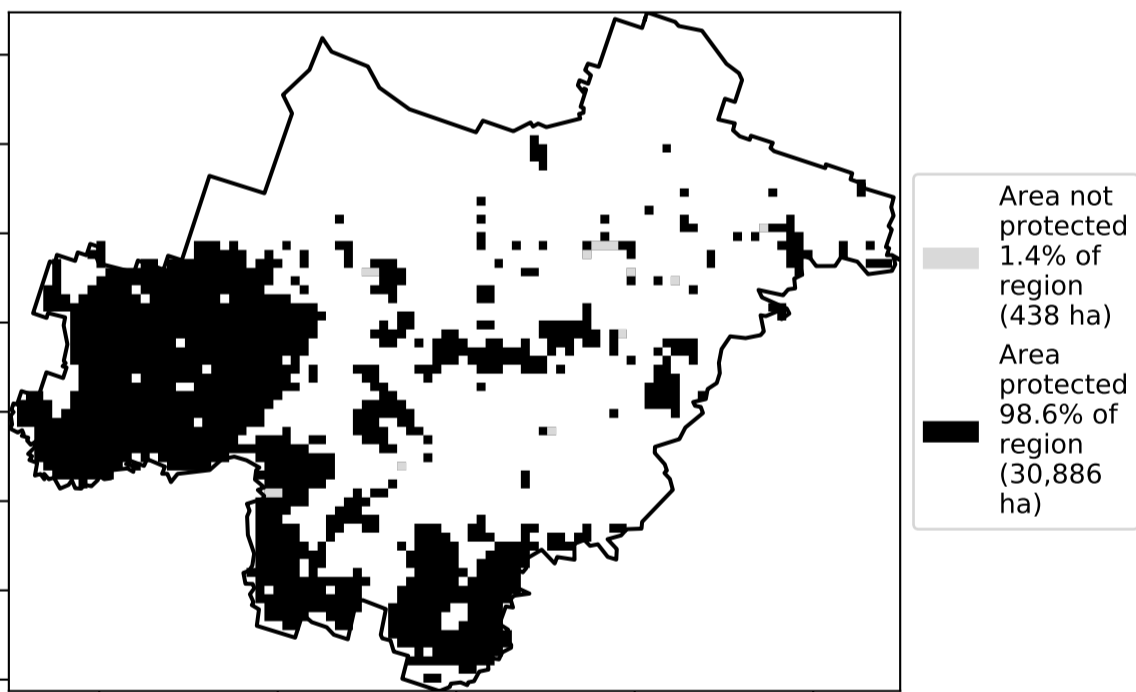 Area not
protected
1.4% of
region
(438 ha)
Area
protected
98.6% of
region
(30,886
ha)